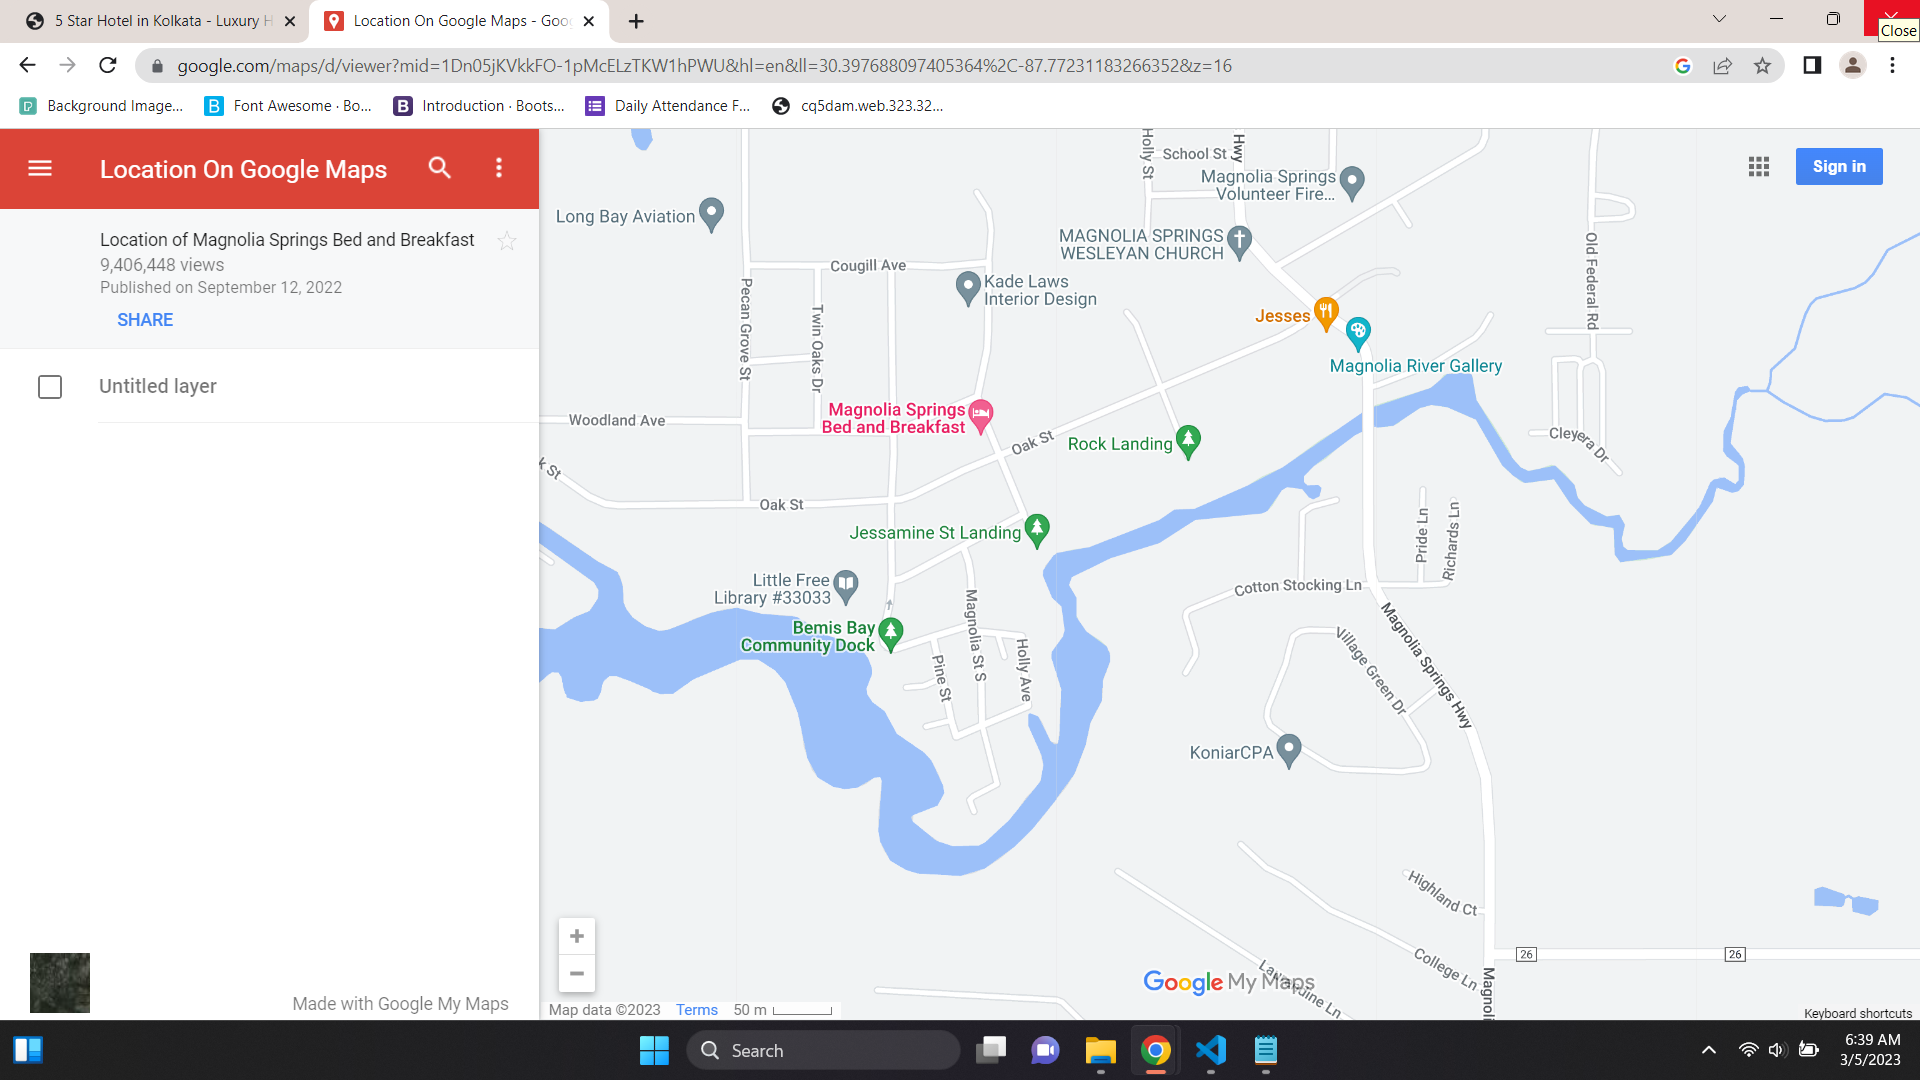 5 Star Hotel in Kolkata - Luxury H
Location On Google Maps - Goo
Close
google.com/maps/d/viewer?mid=1Dn05jKVkkFO-1pMcELzTKW1hPWU&hl=en&ll=30.397688097405364%2C-87.77231183266352&z=16
Background Image...
Font Awesome · Bo...
Introduction · Boots...
Daily Attendance F...
cq5dam.web.323.32...
Location On Google Maps
Location of Magnolia Springs Bed and Breakfast
9,406,448 views
Published on September 12, 2022
SHARE
Untitled layer
Made with Google My Maps
Sign in
Holly St
School St
Hwy
Magnolia Springs
Volunteer Fire...
Long Bay Aviation
MAGNOLIA SPRINGS
WESLEYAN CHURCH
Old Federal Rd
Cougill Ave
Kade Laws
Interior Design
Pecan Grove St
Twin Oaks Dr
Jesses
Magnolia River Gallery
Woodland Ave
Magnolia Springs
Bed and Breakfast
Oak St
Rock Landing
Cleyera Dr
k St
Oak St
Jessamine St Landing
Pride Ln
Richards Ln
Little Free
Library #33033
Cotton Stocking Ln
Bemis Bay
Community Dock
Magnolia St S
Pine St
Holly Ave
Village Green Dr
Magnolia Springs Hwy
KoniarCPA
Highland Ct
College Ln
26
26
Magnoli
Google My Maps
Map data ©2023
Terms
50 m
Keyboard shortcuts
Search
6:39 AM
3/5/2023